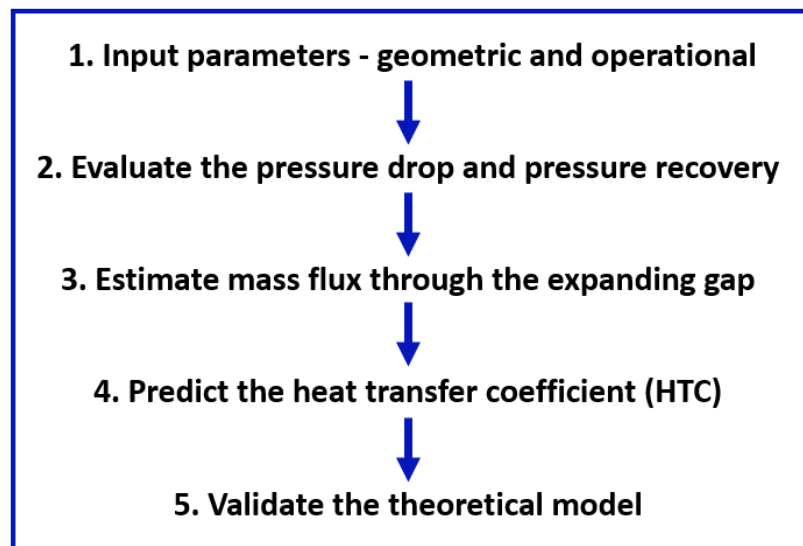 1. Input parameters - geometric and operational
2. Evaluate the pressure drop and pressure recovery
3. Estimate mass flux through the expanding gap
4. Predict the heat transfer coefficient (HTC)
5. Validate the theoretical model